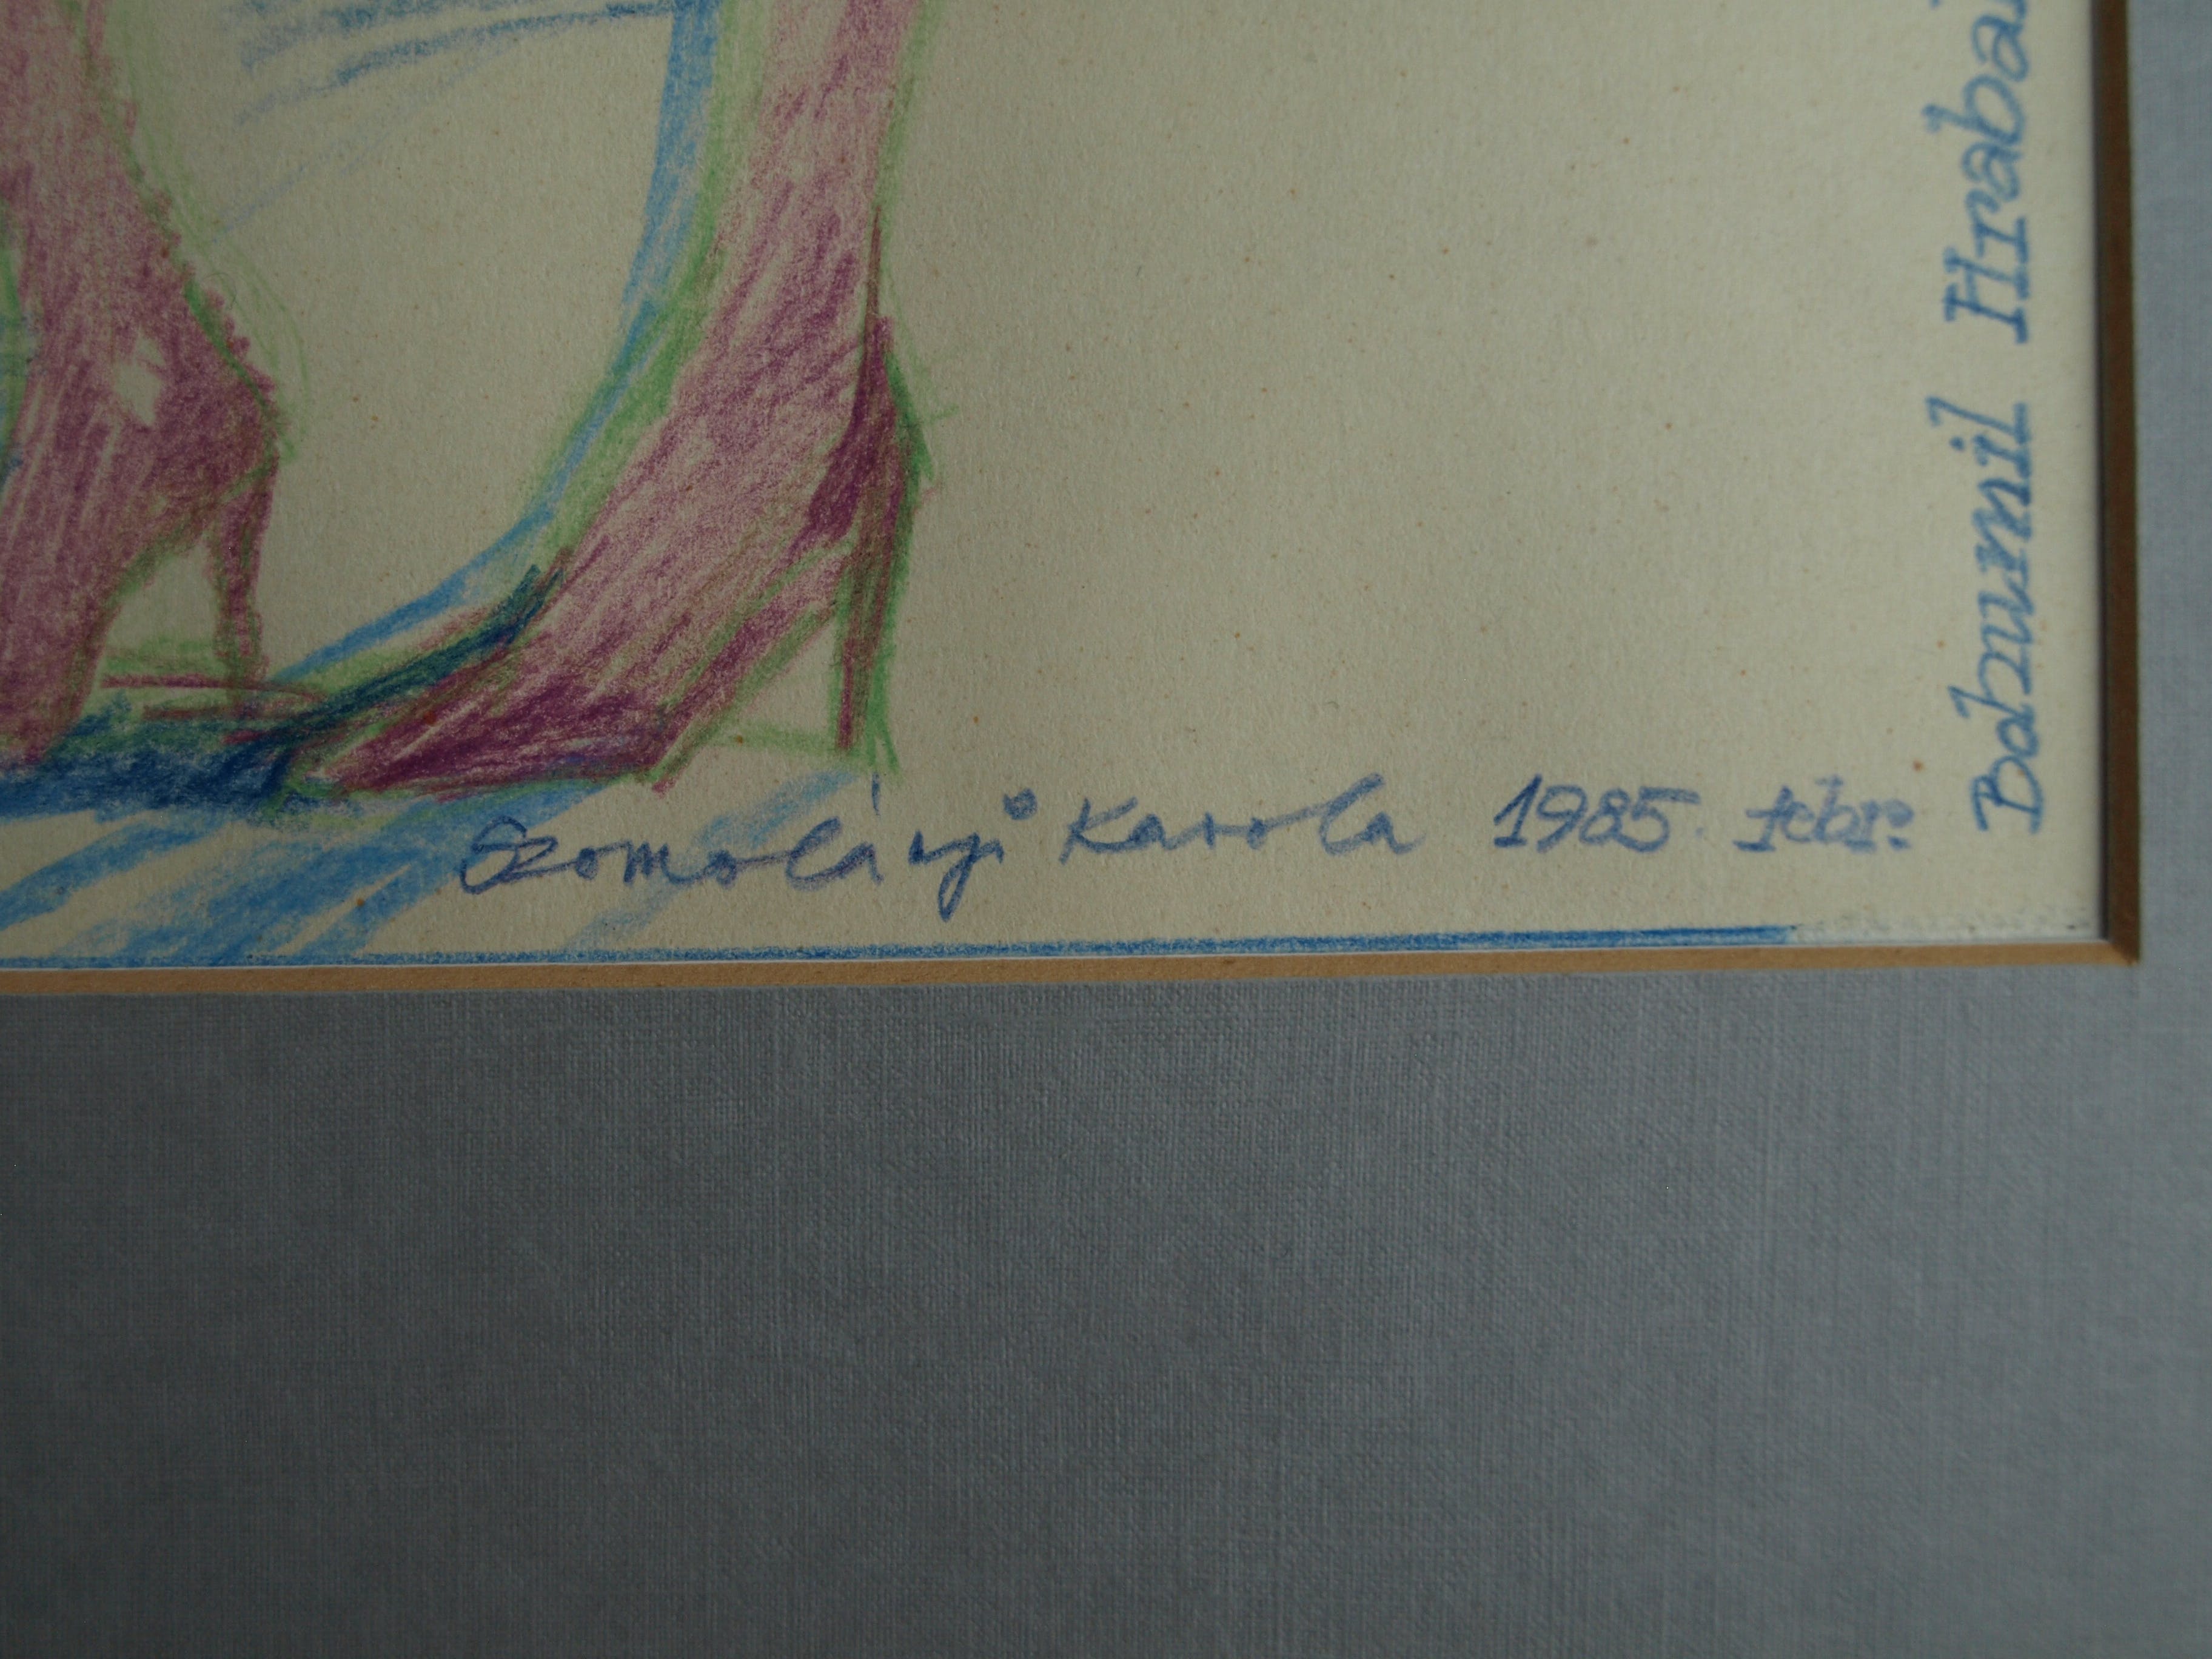 Szomolányi Karola 1985. febr.
Bohumil Hrabal